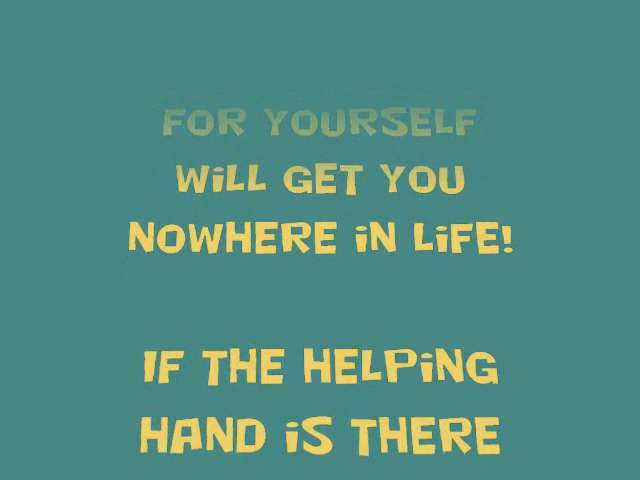 FOR YOURSELF
WiLL GET YOU
NOWHERE iN LiFE!
IF THE HELPiNG
HAND iS THERE